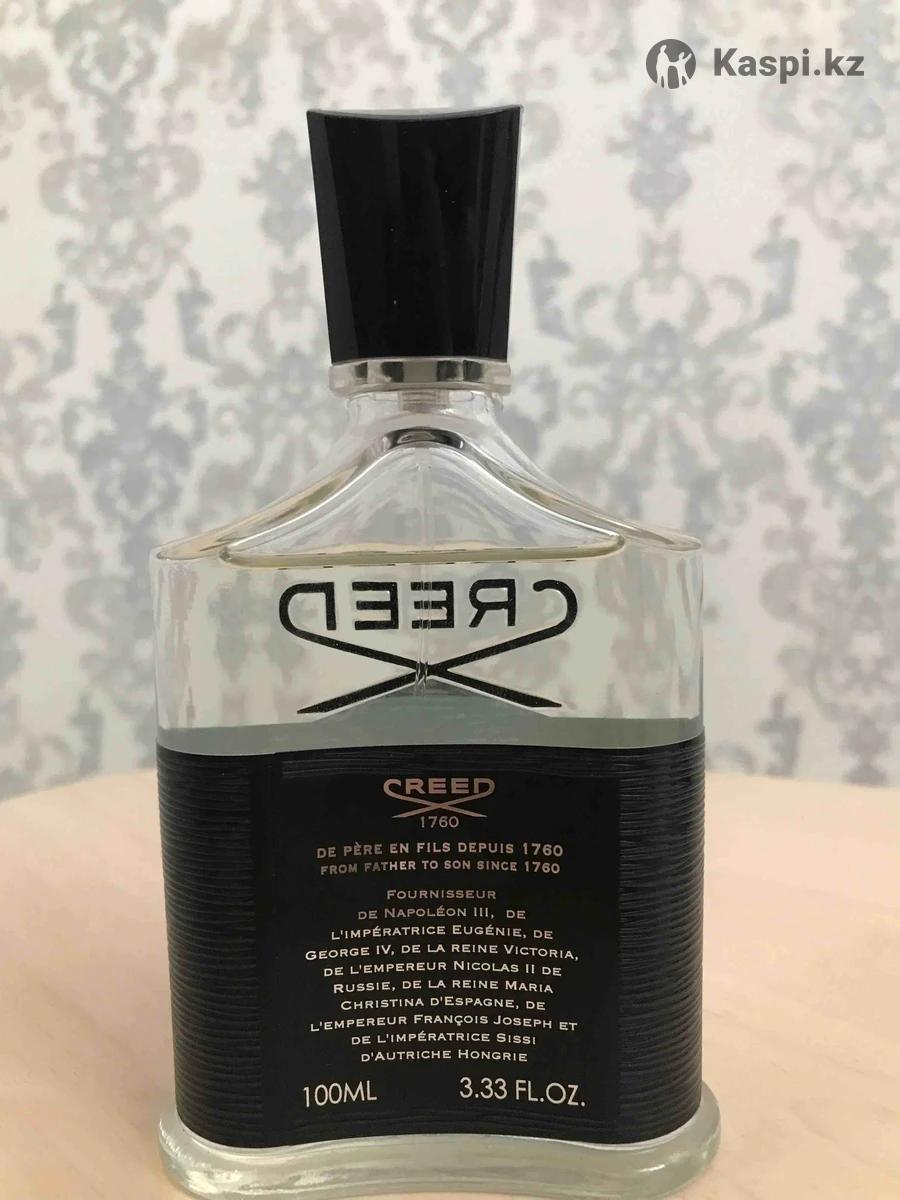 Kaspi.kz
CREED
CREED
1760
DE PÈRE EN FILS DEPUIS 1760
FROM FATHER TO SON SINCE 1760
FOURNISSEUR
DE NAPOLÉON III, DE
L'IMPÉRATRICE EUGÉNIE, DE
GEORGE IV, DE LA REINE VICTORIA,
DE L'EMPEREUR NICOLAS II DE
RUSSIE, DE LA REINE MARIA
CHRISTINA D'ESPAGNE, DE
L'EMPEREUR FRANÇOIS JOSEPH ET
DE L'IMPÉRATRICE SISSI
D'AUTRICHE HONGRIE
100ML 3.33 FL.OZ.